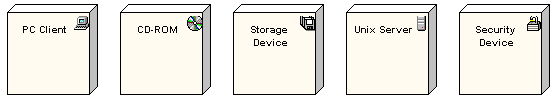 PC Client
CD-ROM
Storage
Device
Unix Server
Security
Device